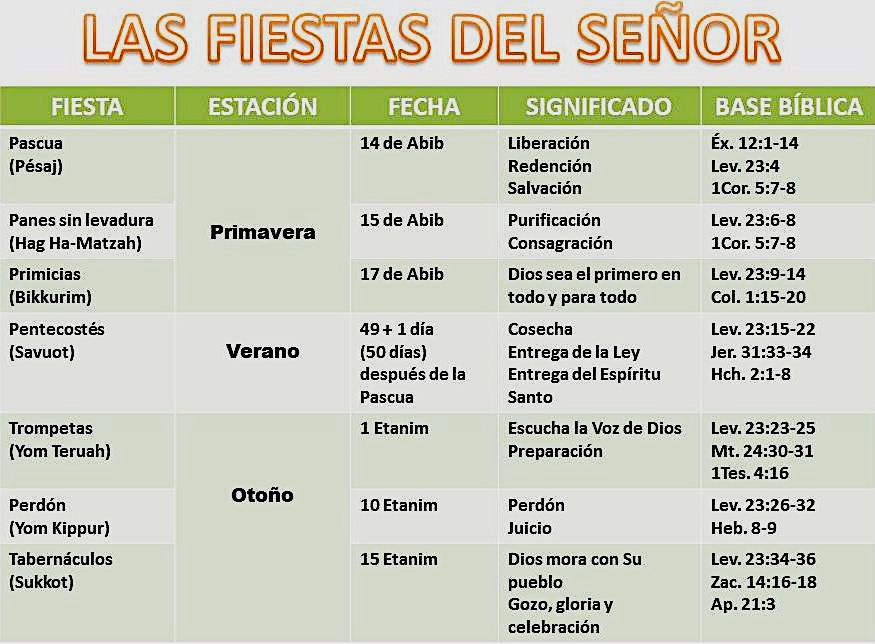 LAS FIESTAS DEL SEÑOR
FIESTA ESTACIÓN FECHA SIGNIFICADO BASE BÍBLICA
Pascua
(Pésaj)
Primavera
14 de Abib
Liberación
Redención
Salvación
Éx. 12:1-14
Lev. 23:4
1Cor. 5:7-8
Panes sin levadura
(Hag Ha-Matzah)
15 de Abib
Purificación
Consagración
Lev. 23:6-8
1Cor. 5:7-8
Primicias
(Bikkurim)
17 de Abib
Dios sea el primero en
todo y para todo
Lev. 23:9-14
Col. 1:15-20
Pentecostés
(Savuot)
Verano
49 + 1 día
(50 días)
después de la
Pascua
Cosecha
Entrega de la Ley
Entrega del Espíritu
Santo
Lev. 23:15-22
Jer. 31:33-34
Hch. 2:1-8
Trompetas
(Yom Teruah)
Otoño
1 Etanim
Escucha la Voz de Dios
Preparación
Lev. 23:23-25
Mt. 24:30-31
1Tes. 4:16
Perdón
(Yom Kippur)
10 Etanim
Perdón
Juicio
Lev. 23:26-32
Heb. 8-9
Tabernáculos
(Sukkot)
15 Etanim
Dios mora con Su
pueblo
Gozo, gloria y
celebración
Lev. 23:34-36
Zac. 14:16-18
Ap. 21:3